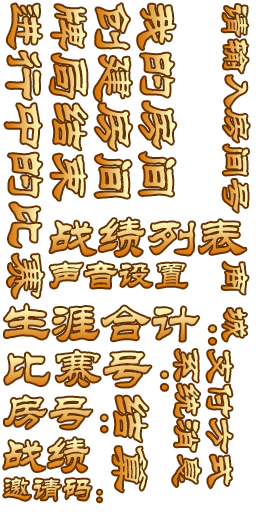 进行中的比赛
牌局结束
创建房间
我的房间
请输入房间号
战绩列表
声音设置
商城
生涯合计:
比赛号:
房号:
战绩
邀请码:
结算
系统消息
支付方式